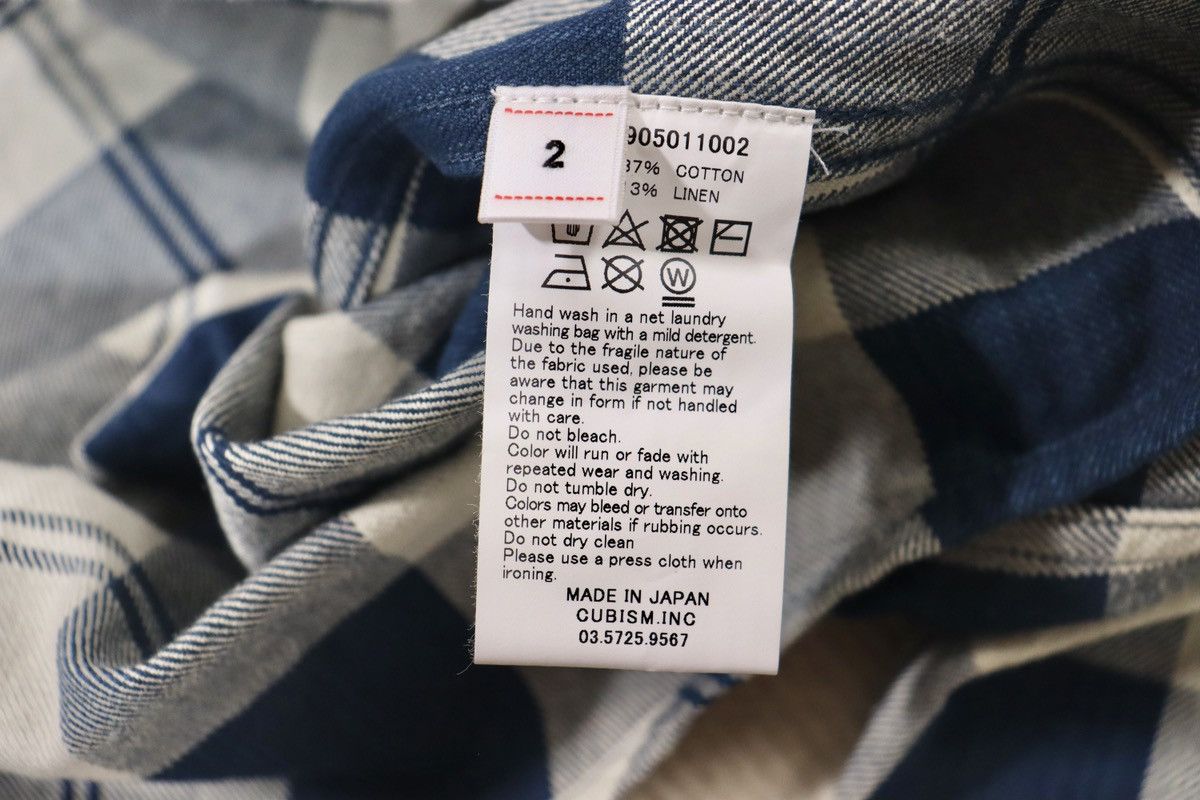 2
905011002
% COTTON
3% LINEN
W
Hand wash in a net laundry
washing bag with a mild detergent.
Due to the fragile nature of
the fabric used, please be
aware that this garment may
change in form if not handled
with care.
Do not bleach.
Color will run or fade with
repeated wear and washing.
Do not tumble dry.
Colors may bleed or transfer onto
other materials if rubbing occurs.
Do not dry clean
Please use a press cloth when
ironing.
MADE IN JAPAN
CUBISM.INC
03.5725.9567